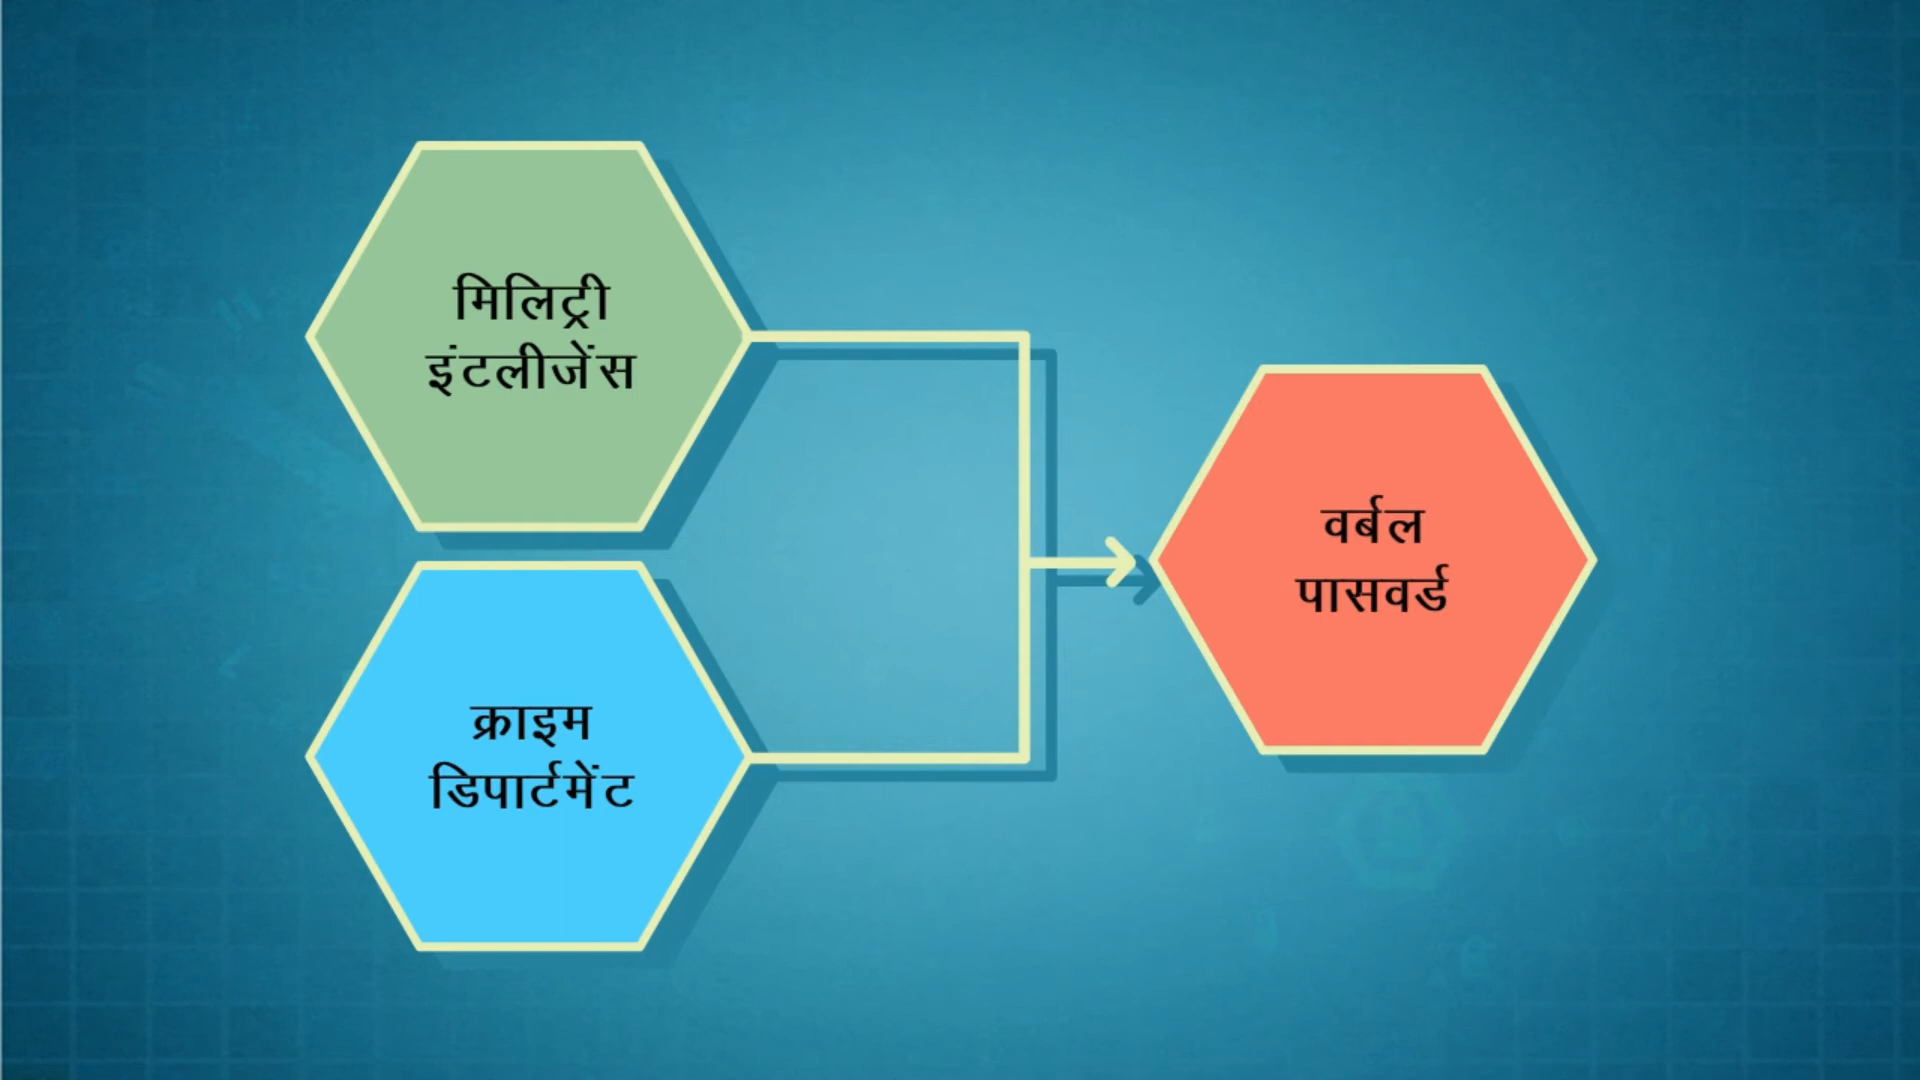 मिलिट्री
इंटलीजेंस
क्राइम
डिपार्टमेंट
वर्बल
पासवर्ड